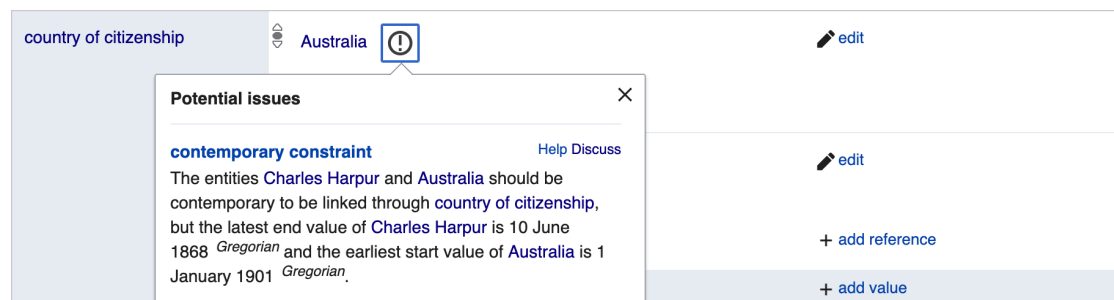 country of citizenship
Australia
edit
Potential issues
contemporary constraint
Help Discuss
The entities Charles Harpur and Australia should be
contemporary to be linked through country of citizenship,
but the latest end value of Charles Harpur is 10 June
1868 Gregorian and the earliest start value of Australia is 1
January 1901 Gregorian.
edit
+ add reference
+ add value